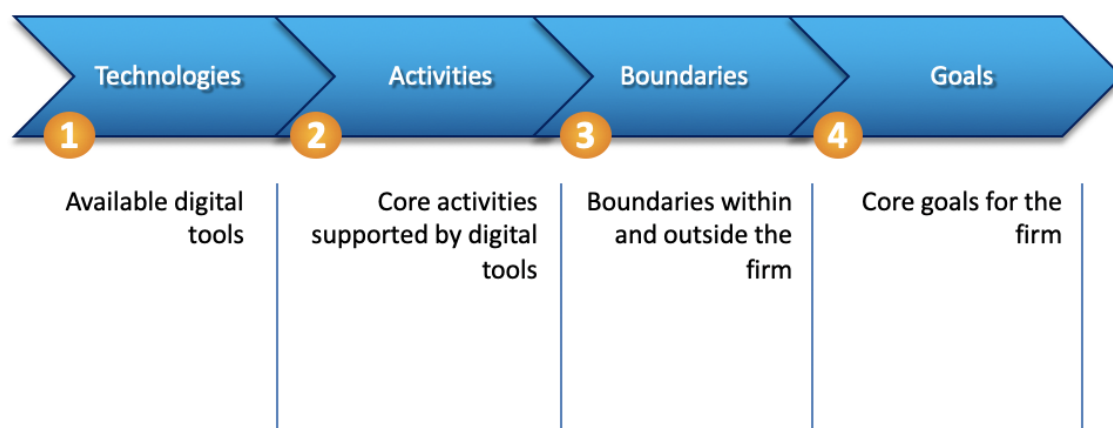 Technologies
Activities
Boundaries
Goals
1
2
3
4
Available digital
tools
Core activities
supported by digital
tools
Boundaries within
and outside the
firm
Core goals for the
firm